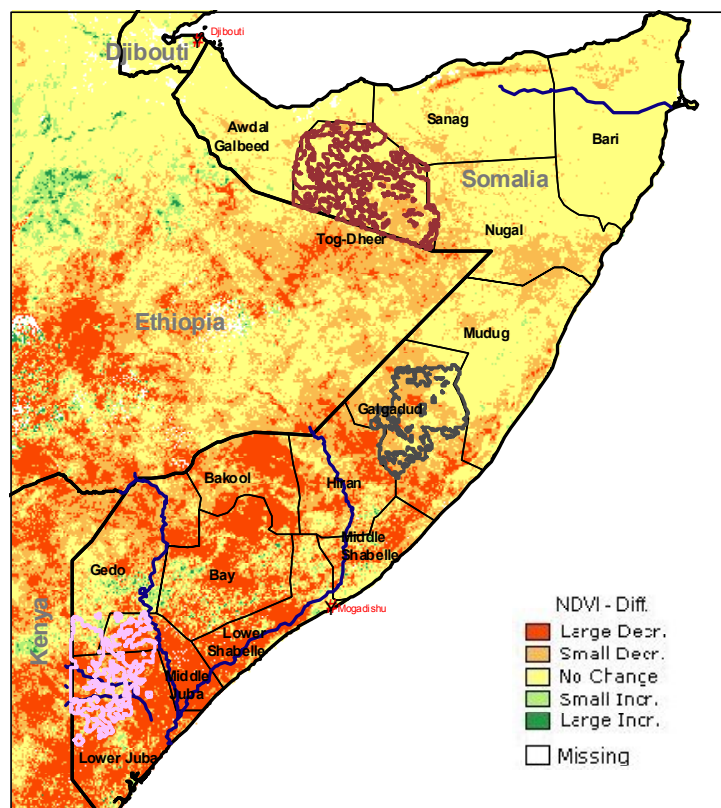 Djibouti
Djibouti
Awdal
Galbeed
Sanag
Bari
Somalia
Nugal
Tog-Dheer
Ethiopia
Mudug
Galgadud
Bakool
Hiran
Middle
Shabelle
Gedo
Bay
Mogadishu
Kenya
Lower
Shabelle
Middle
Juba
Lower Juba
NDVI - Diff.
Large Decr.
Small Decr.
No Change
Small Incr.
Large Incr.
Missing